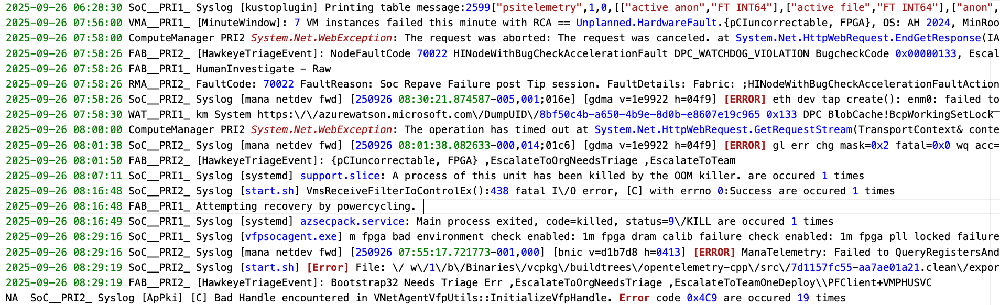 2025-09-26 06:28:30 SoC__PRI1_ Syslog [kustoplugin] Printing table message:2599["psitelemetry",1,0,[["active anon","FT INT64"],["active file","FT INT64"],["anon",
2025-09-26 07:56:00 VMA__PRI1_ [MinuteWindow]: 7 VM instances failed this minute with RCA == Unplanned.HardwareFault.{pCIuncorrectable, FPGA}, OS: AH 2024, MinRoo
2025-09-26 07:58:00 ComputeManager PRI2 System.Net.WebException: The request was aborted: The request was canceled. at System.Net.HttpWebRequest.EndGetResponse(IA
2025-09-26 07:58:26 FAB__PRI2_ [HawkeyeTriageEvent]: NodeFaultCode 70022 HINodeWithBugCheckAccelerationFault DPC_WATCHDOG_VIOLATION BugcheckCode 0x00000133, Escal
2025-09-26 07:58:26 FAB__PRI1_ HumanInvestigate – Raw
2025-09-26 07:58:26 RMA__PRI2_ FaultCode: 70022 FaultReason: Soc Repave Failure post Tip session. FaultDetails: Fabric: ;HINodeWithBugCheckAccelerationFaultAction
2025-09-26 07:58:26 SoC__PRI2_ Syslog [mana netdev fwd] [250926 08:30:21.874587-005,001;016e] [gdma v=1e9922 h=04f9] [ERROR] eth dev tap create(): enm0: failed to
2025-09-26 07:58:30 WAT__PRI1_ km System https:\/\/azurewatson.microsoft.com\/DumpUID\/8bf50c4b-a650-4b9e-8d0b-e8607e19c965 0x133 DPC BlobCache!BcpWorkingSetLock
2025-09-26 08:00:00 ComputeManager PRI2 System.Net.WebException: The operation has timed out at System.Net.HttpWebRequest.GetRequestStream(TransportContext& conte
2025-09-26 08:01:38 SoC__PRI2_ Syslog [mana netdev fwd] [250926 08:01:38.082633-000,014;01c6] [gdma v=1e9922 h=04f9] [ERROR] gl err chg mask=0x2 fatal=0x0 wq acc=
2025-09-26 08:01:50 FAB__PRI2_ [HawkeyeTriageEvent]: {pCIuncorrectable, FPGA} ,EscalateToOrgNeedsTriage ,EscalateToTeam
2025-09-26 08:07:11 SoC__PRI1_ Syslog [systemd] support.slice: A process of this unit has been killed by the OOM killer. are occured 1 times
2025-09-26 08:16:48 SoC__PRI2_ Syslog [start.sh] VmsReceiveFilterIoControlEx():438 fatal I\/O error, [C] with errno 0:Success are occured 1 times
2025-09-26 08:16:48 FAB__PRI1_ Attempting recovery by powercycling.
2025-09-26 08:16:49 SoC__PRI1_ Syslog [systemd] azsecpack.service: Main process exited, code=killed, status=9\/KILL are occured 1 times
2025-09-26 08:29:16 SoC__PRI1_ Syslog [vfpsocagent.exe] m fpga bad environment check enabled: 1m fpga dram calib failure check enabled: 1m fpga pll locked failure
2025-09-26 08:29:16 SoC__PRI2_ Syslog [mana netdev fwd] [250926 07:55:17.721773-001,000] [bnic v=d1b7d8 h=0413] [ERROR] ManaTelemetry: Failed to QueryRegistersAnd
2025-09-26 08:29:19 SoC__PRI2_ Syslog [start.sh] [Error] File: \/ w\/1\/b\/Binaries\/vcpkg\/buildtrees\/opentelemetry-cpp\/src\/7d1157fc55-aa7ae01a21.clean\/expor
2025-09-26 08:29:19 FAB__PRI2_ [HawkeyeTriageEvent]: Bootstrap32 Needs Triage Err ,EscalateToOrgNeedsTriage ,EscalateToTeamOneDeploy\\PFClient+VMPHUSVC
NA  SoC__PRI2_ Syslog [ApPki] [C] Bad Handle encountered in VNetAgentVfpUtils::InitializeVfpHandle. Error code 0x4C9 are occured 19 times